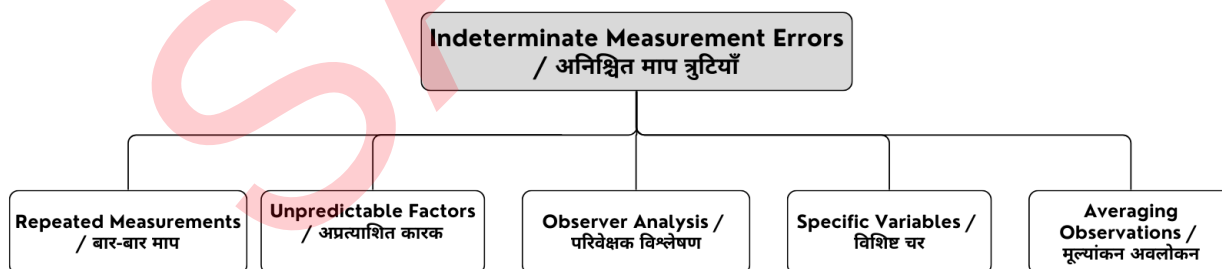 Indeterminate Measurement Errors
/ अनिश्चित माप त्रुटियाँ
Repeated Measurements
/ बार-बार माप
Unpredictable Factors
/ अप्रत्याशित कारक
Observer Analysis /
परिवेक्षक विश्लेषण
Specific Variables /
विशिष्ट चर
Averaging
Observations /
मूल्यांकन अवलोकन